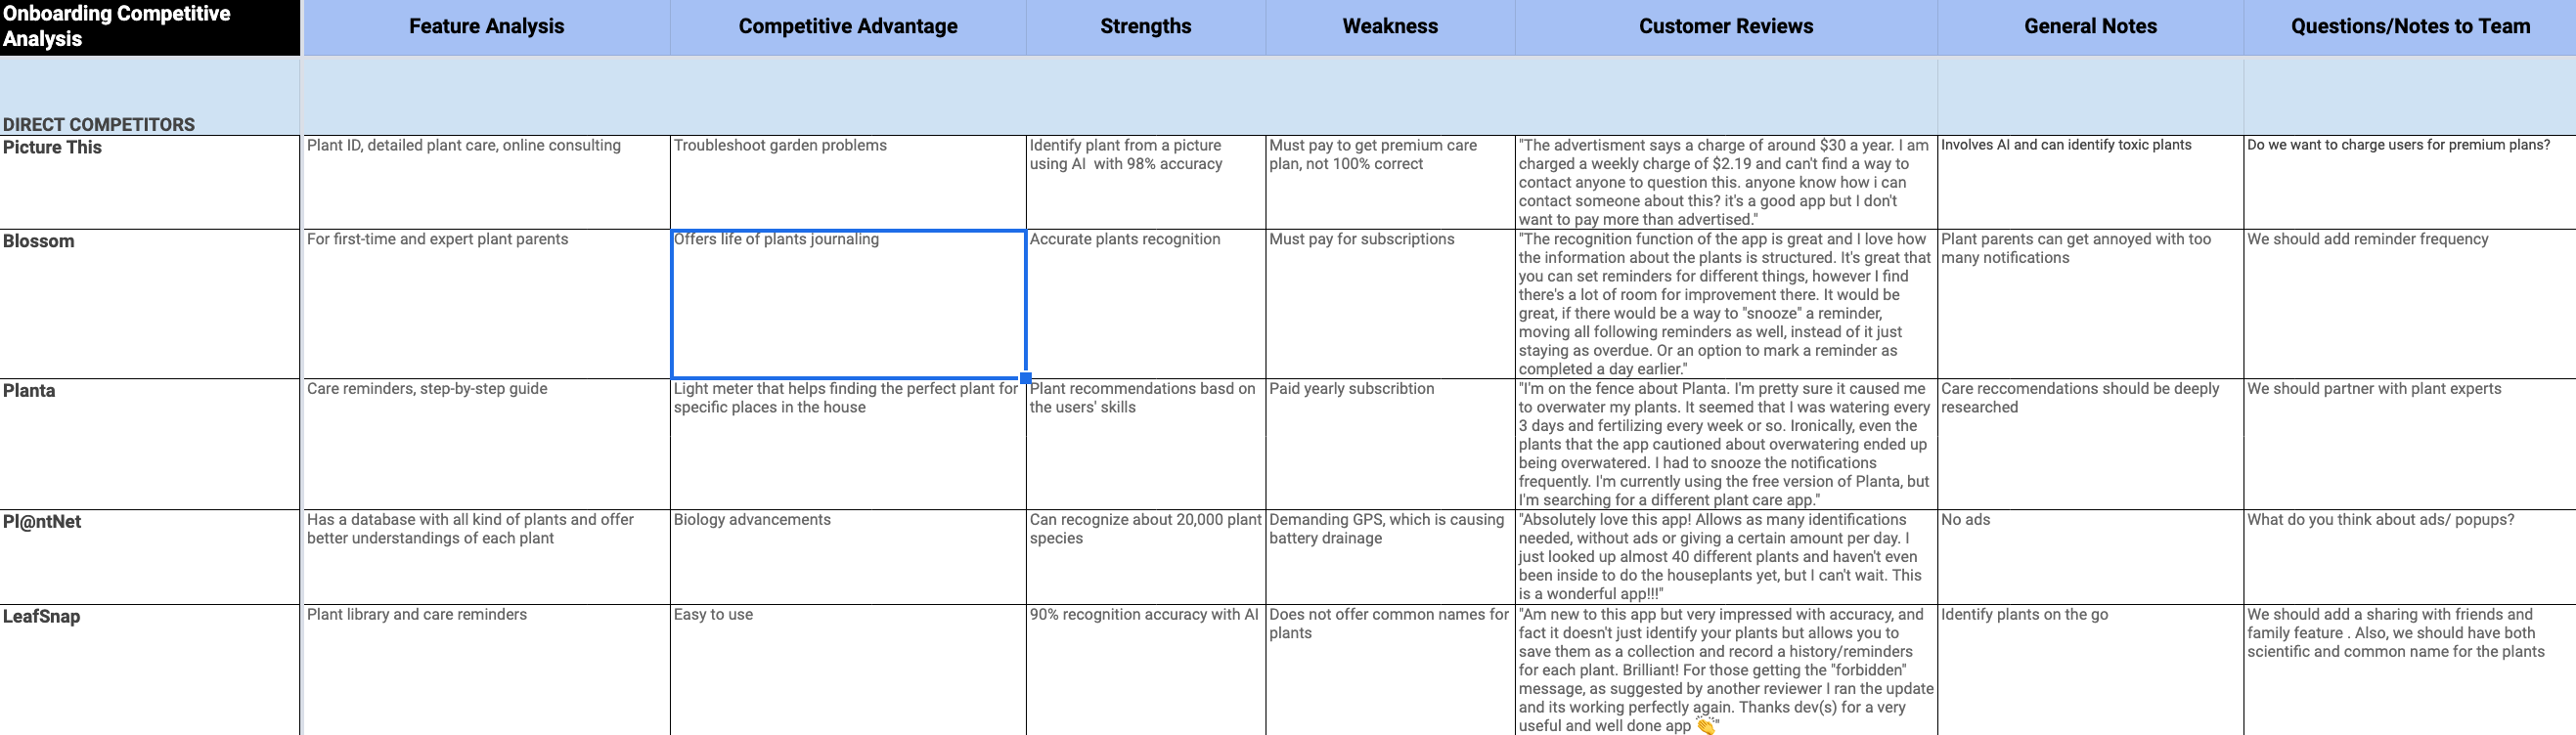 Onboarding Competitive
Analysis
Feature Analysis
Competitive Advantage
Strengths
Weakness
Customer Reviews
General Notes
Questions/Notes to Team
DIRECT COMPETITORS
Picture This
Plant ID, detailed plant care, online consulting
Troubleshoot garden problems
Identify plant from a picture
using AI with 98% accuracy
Must pay to get premium care
plan, not 100% correct
"The advertisment says a charge of around $30 a year. I am
charged a weekly charge of $2.19 and can't find a way to
contact anyone to question this. anyone know how i can
contact someone about this? it's a good app but I don't
want to pay more than advertised."
Involves AI and can identify toxic plants
Do we want to charge users for premium plans?
Blossom
For first-time and expert plant parents
Offers life of plants journaling
Accurate plants recognition
Must pay for subscriptions
"The recognition function of the app is great and I love how
the information about the plants is structured. It's great that
you can set reminders for different things, however I find
there's a lot of room for improvement there. It would be
great, if there would be a way to "snooze" a reminder,
moving all following reminders as well, instead of it just
staying as overdue. Or an option to mark a reminder as
completed a day earlier."
Plant parents can get annoyed with too
many notifications
We should add reminder frequency
Planta
Care reminders, step-by-step guide
Light meter that helps finding the perfect plant for
specific places in the house
Plant recommendations basd on
the users' skills
Paid yearly subscribtion
"I'm on the fence about Planta. I'm pretty sure it caused me
to overwater my plants. It seemed that I was watering every
3 days and fertilizing every week or so. Ironically, even the
plants that the app cautioned about overwatering ended up
being overwatered. I had to snooze the notifications
frequently. I'm currently using the free version of Planta, but
I'm searching for a different plant care app."
Care reccomendations should be deeply
researched
We should partner with plant experts
Pl@ntNet
Has a database with all kind of plants and offer
better understandings of each plant
Biology advancements
Can recognize about 20,000 plant
species
Demanding GPS, which is causing
battery drainage
"Absolutely love this app! Allows as many identifications
needed, without ads or giving a certain amount per day. I
just looked up almost 40 different plants and haven't even
been inside to do the houseplants yet, but I can't wait. This
is a wonderful app!!!"
No ads
What do you think about ads/ popups?
LeafSnap
Plant library and care reminders
Easy to use
90% recognition accuracy with AI
Does not offer common names for
plants
"Am new to this app but very impressed with accuracy, and
fact it doesn't just identify your plants but allows you to
save them as a collection and record a history/reminders
for each plant. Brilliant! For those getting the "forbidden"
message, as suggested by another reviewer I ran the update
and its working perfectly again. Thanks dev(s) for a very
useful and well done app 👏"
Identify plants on the go
We should add a sharing with friends and
family feature . Also, we should have both
scientific and common name for the plants